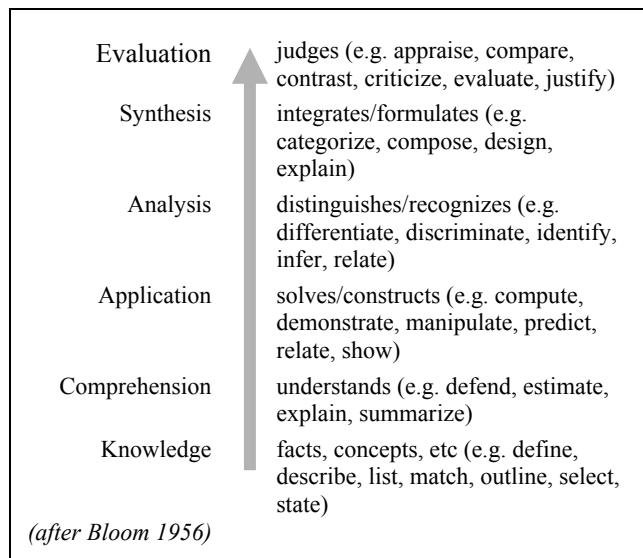 Evaluation judges (e.g. appraise, compare,
contrast, criticize, evaluate, justify)
Synthesis integrates/formulates (e.g.
categorize, compose, design,
explain)
Analysis distinguishes/recognizes (e.g.
differentiate, discriminate, identify,
infer, relate)
Application solves/constructs (e.g. compute,
demonstrate, manipulate, predict,
relate, show)
Comprehension understands (e.g. defend, estimate,
explain, summarize)
Knowledge facts, concepts, etc (e.g. define,
describe, list, match, outline, select,
state)
(after Bloom 1956)